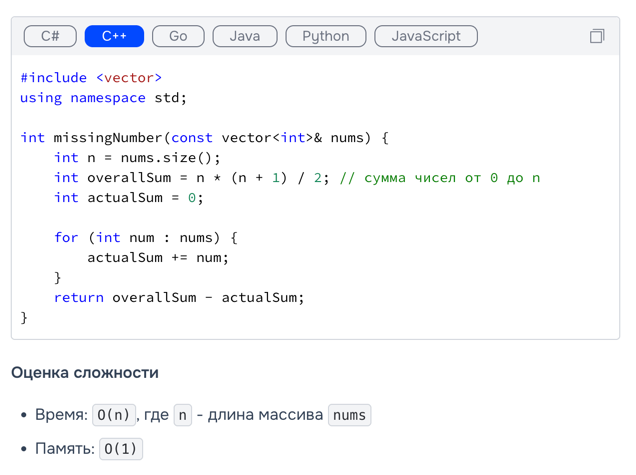 C# C++ Go Java Python JavaScript
#include <vector>
using namespace std;
int missingNumber(const vector<int>& nums) {
int n = nums.size();
int overallSum = n * (n + 1) / 2; // сумма чисел от 0 до n
int actualSum = 0;
for (int num : nums) {
actualSum += num;
}
return overallSum - actualSum;
}
Оценка сложности
• Время: O(n), где n - длина массива nums
• Память: O(1)